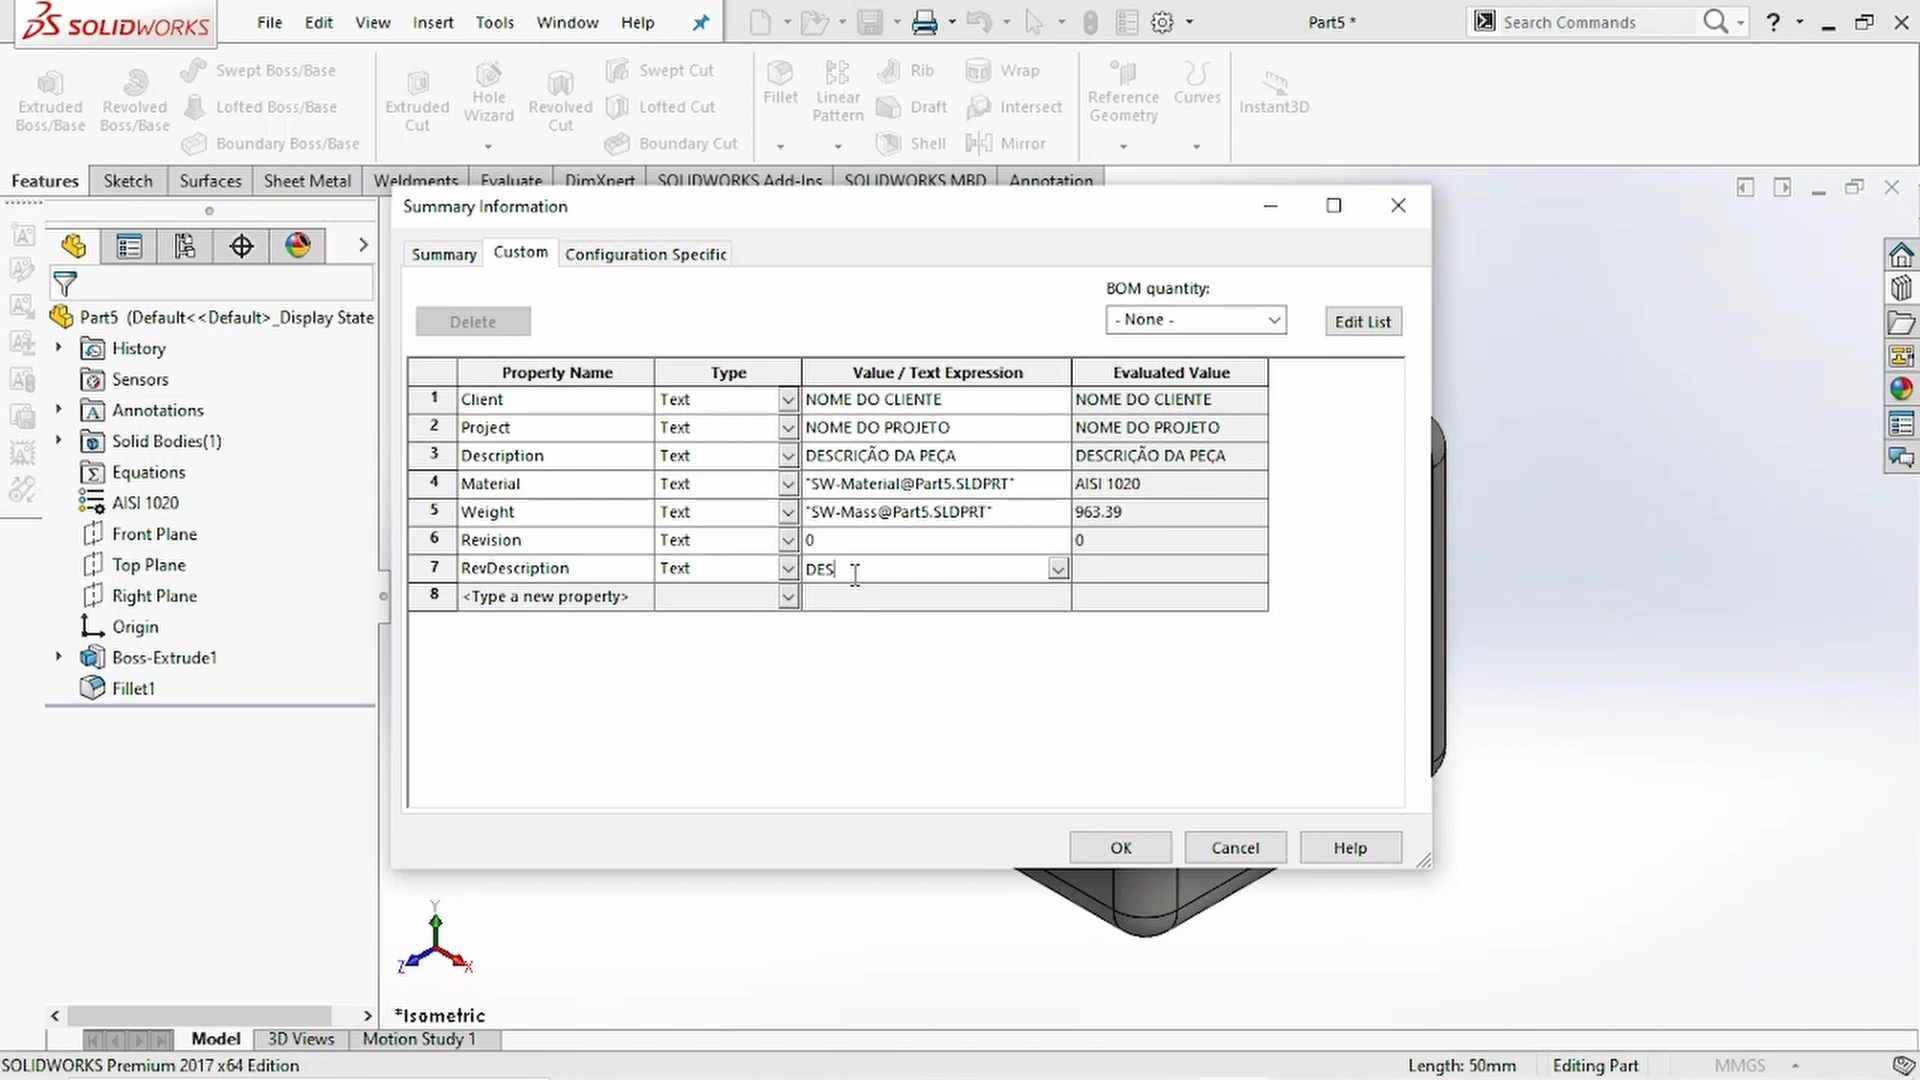 SOLIDWORKS File Edit View Insert Tools Window Help Part5 * Search Commands ?
Extruded Boss/Base
Revolved Boss/Base
Swept Boss/Base
Lofted Boss/Base
Boundary Boss/Base
Extruded Cut
Hole Wizard
Revolved Cut
Swept Cut
Lofted Cut
Boundary Cut
Fillet
Linear Pattern
Rib
Draft
Shell
Wrap
Intersect
Mirror
Reference Geometry
Curves
Instant3D
Features Sketch Surfaces Sheet Metal Weldments Evaluate DimXpert SOLIDWORKS Add-Ins SOLIDWORKS MBD Annotation
Part5 (Default<<Default>_Display State
History
Sensors
Annotations
Solid Bodies(1)
Equations
AISI 1020
Front Plane
Top Plane
Right Plane
Origin
Boss-Extrude1
Fillet1
Summary Information
Summary Custom Configuration Specific
BOM quantity:
Delete - None - Edit List
Property Name Type Value / Text Expression Evaluated Value
1 Client Text NOME DO CLIENTE NOME DO CLIENTE
2 Project Text NOME DO PROJETO NOME DO PROJETO
3 Description Text DESCRIÇÃO DA PEÇA DESCRIÇÃO DA PEÇA
4 Material Text "SW-Material@Part5.SLDPRT" AISI 1020
5 Weight Text "SW-Mass@Part5.SLDPRT" 963.39
6 Revision Text 0 0
7 RevDescription Text DES
8 <Type a new property>
OK Cancel Help
Y
Z X
*Isometric
Model 3D Views Motion Study 1
SOLIDWORKS Premium 2017 x64 Edition Length: 50mm Editing Part MMGS